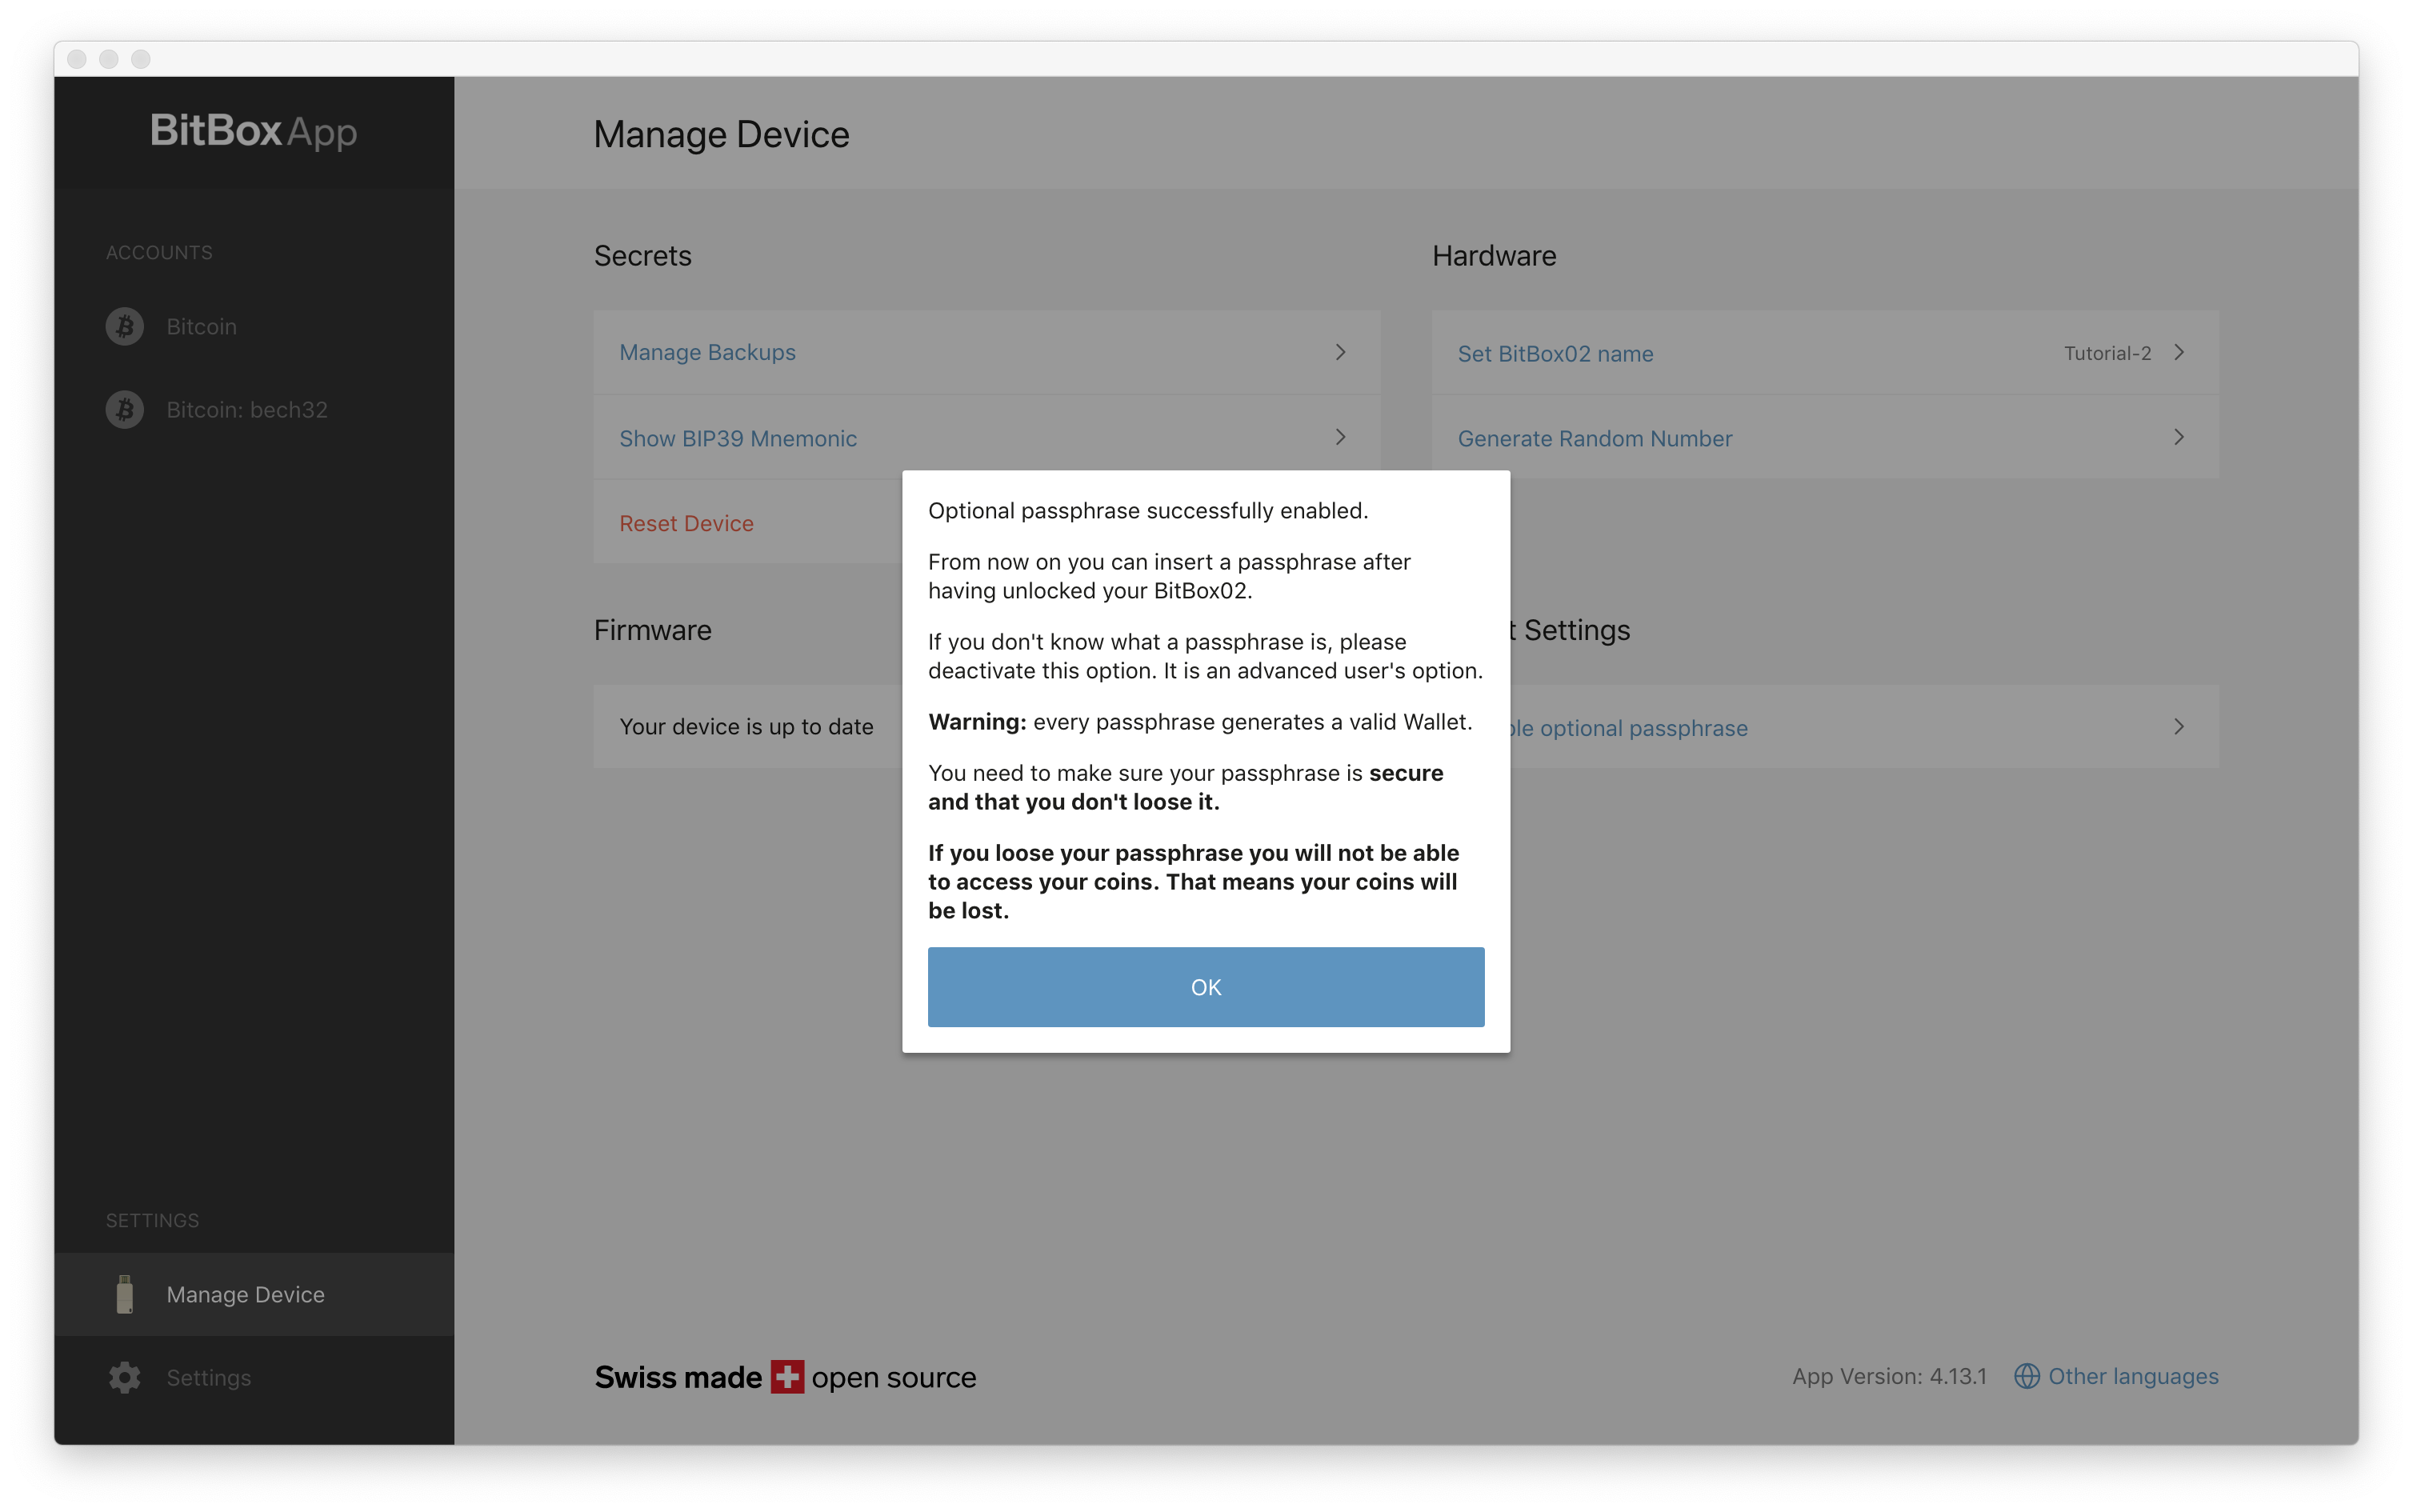 BitBoxApp
Manage Device
ACCOUNTS
Bitcoin
Bitcoin: bech32
Secrets
Manage Backups
Show BIP39 Mnemonic
Reset Device
Hardware
Set BitBox02 name Tutorial-2
Generate Random Number
Firmware
Your device is up to date
Settings
optional passphrase
Optional passphrase successfully enabled.
From now on you can insert a passphrase after
having unlocked your BitBox02.
If you don't know what a passphrase is, please
deactivate this option. It is an advanced user's option.
Warning: every passphrase generates a valid Wallet.
You need to make sure your passphrase is secure
and that you don't loose it.
If you loose your passphrase you will not be able
to access your coins. That means your coins will
be lost.
OK
SETTINGS
Manage Device
Settings
Swiss made open source
App Version: 4.13.1 Other languages